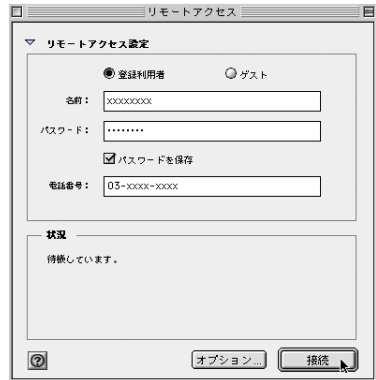 リモートアクセス
リモートアクセス設定
登録利用者 ゲスト
名前： xxxxxxxx
パスワード： ••••••••
パスワードを保存
電話番号： 03-xxxx-xxxx
状況
待機しています。
? オプション... 接続